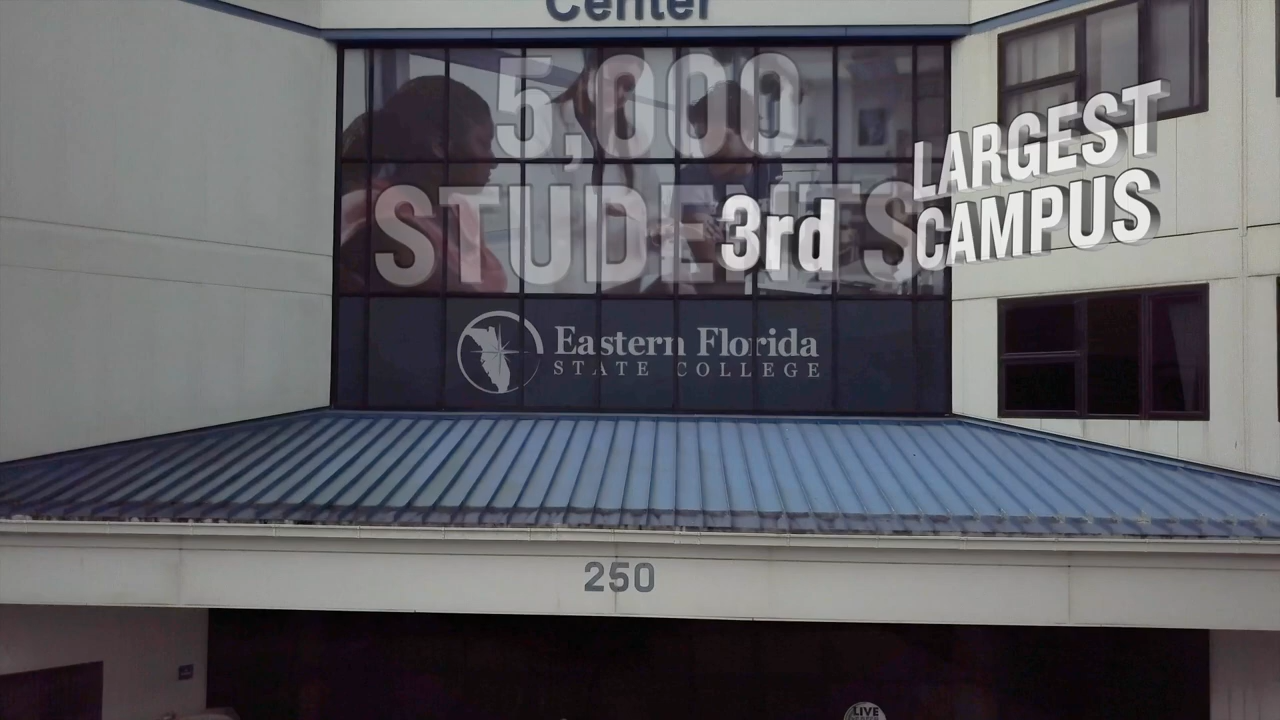 Center
5,000
STUDENTS
3rd
LARGEST
CAMPUS
Eastern Florida
STATE COLLEGE
250
LIVE